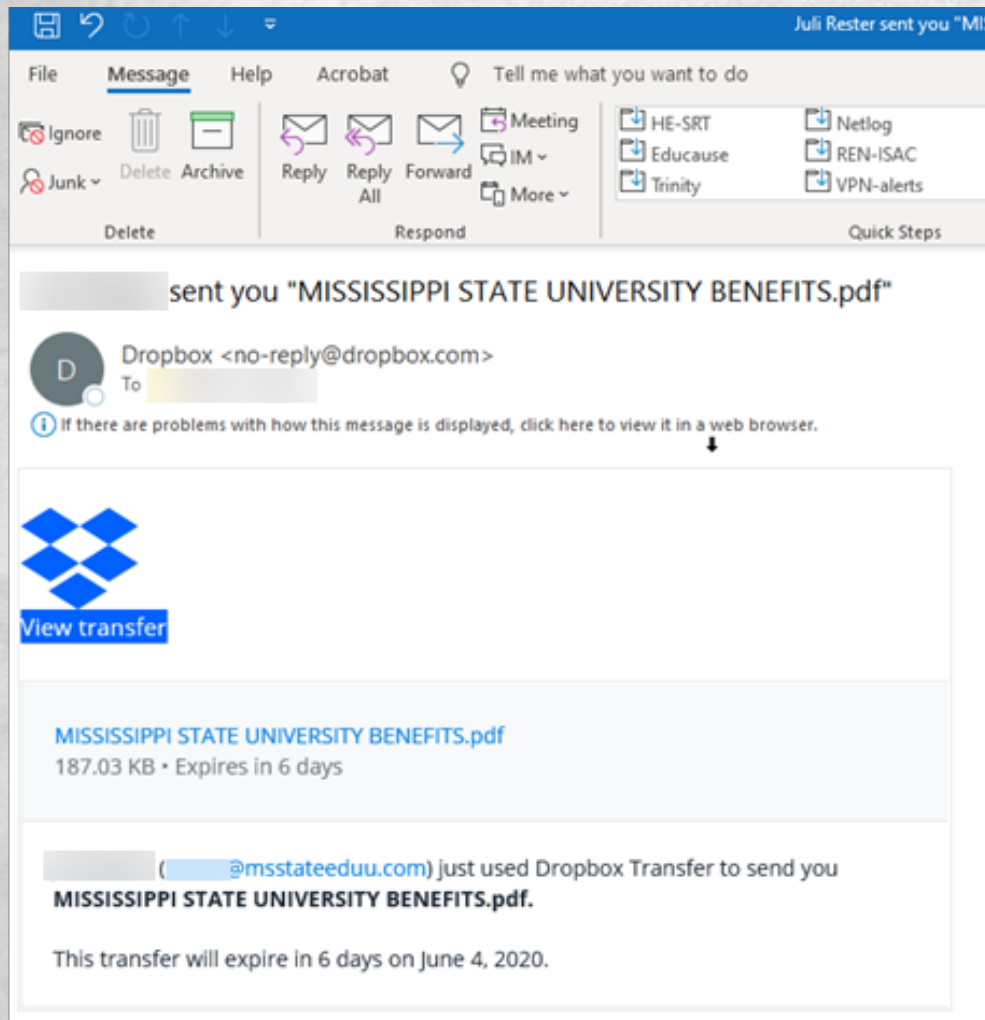 Juli Rester sent you "MIS
File Message Help Acrobat Tell me what you want to do
Ignore
Junk
Delete
Archive
Reply
Reply All
Forward
Meeting
IM
More
HE-SRT
Educause
Trinity
Netlog
REN-ISAC
VPN-alerts
Delete Respond Quick Steps
sent you "MISSISSIPPI STATE UNIVERSITY BENEFITS.pdf"
D
Dropbox <no-reply@dropbox.com>
To
If there are problems with how this message is displayed, click here to view it in a web browser.
View transfer
MISSISSIPPI STATE UNIVERSITY BENEFITS.pdf
187.03 KB • Expires in 6 days
( @msstateeduu.com) just used Dropbox Transfer to send you
MISSISSIPPI STATE UNIVERSITY BENEFITS.pdf.
This transfer will expire in 6 days on June 4, 2020.